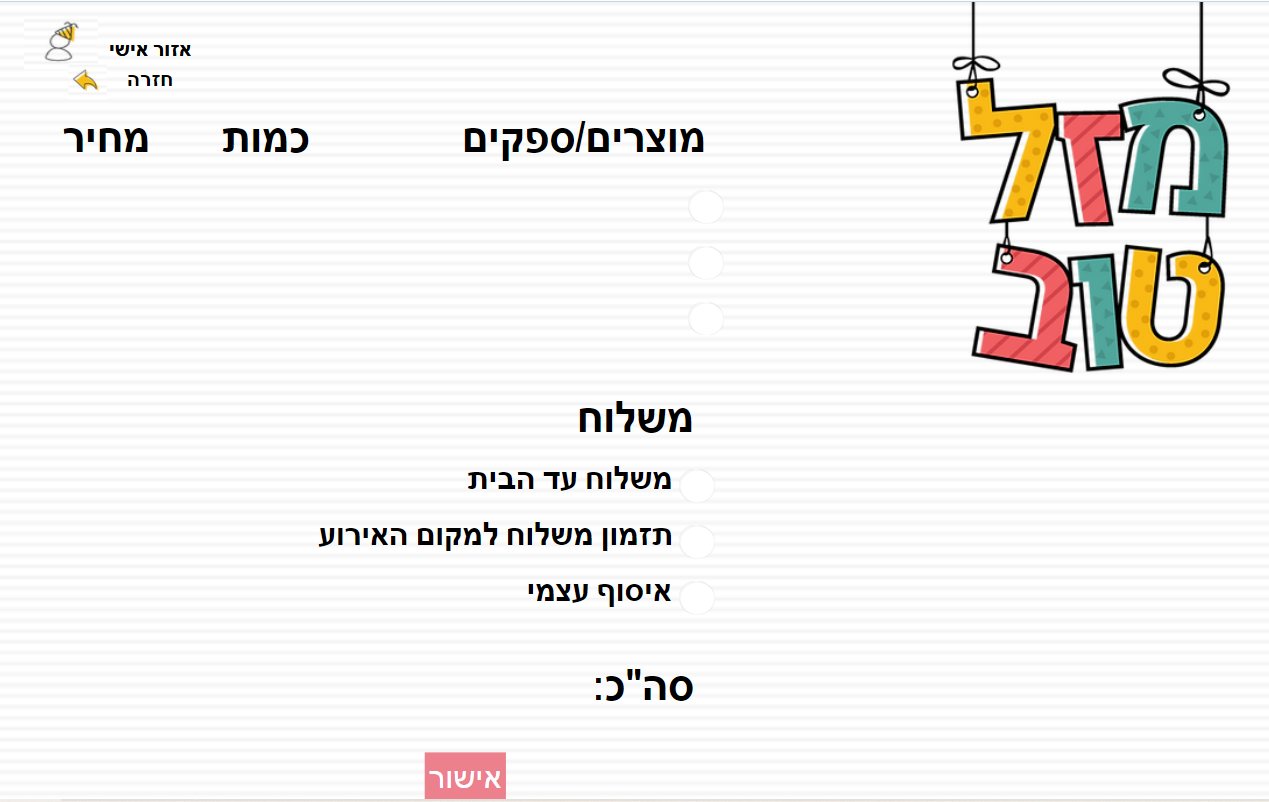 אזור אישי
חזרה
מזל
טוב
מוצרים/ספקים כמות מחיר
משלוח
משלוח עד הבית
תזמון משלוח למקום האירוע
איסוף עצמי
סה"כ:
אישור